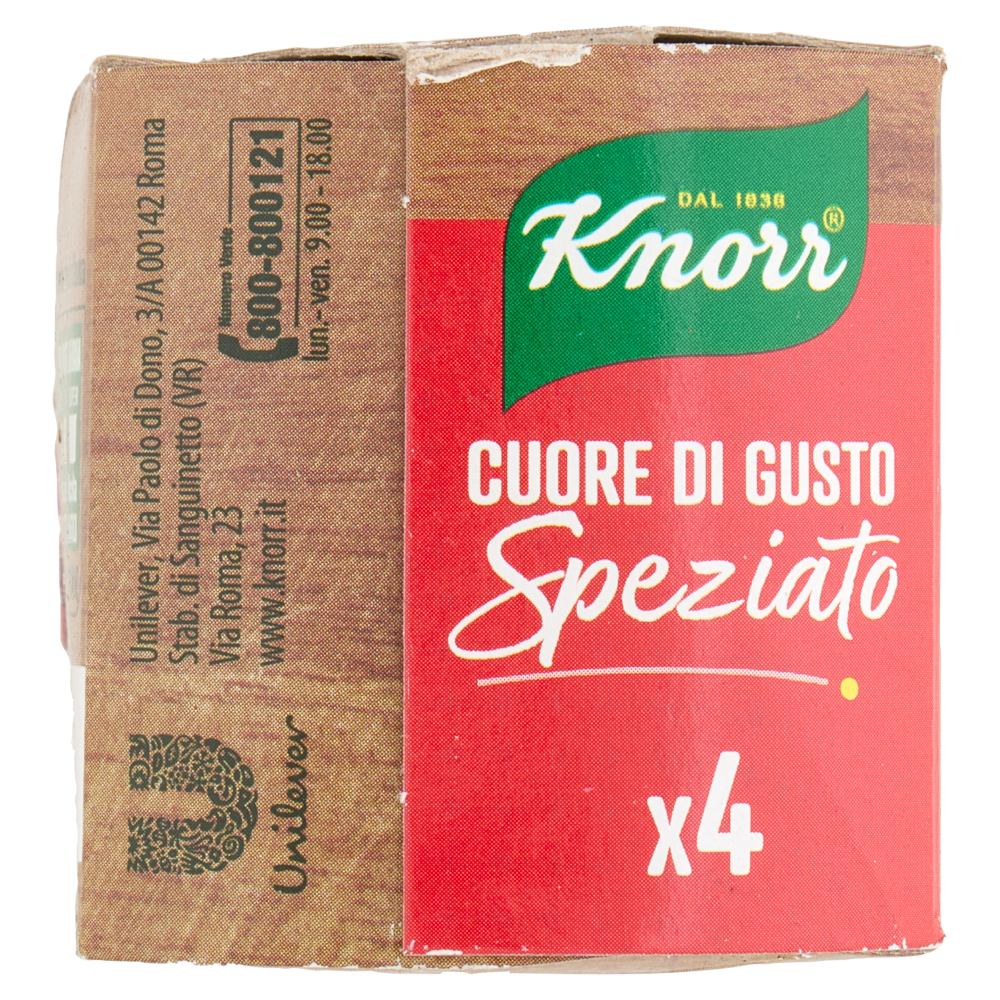 Unilever, Via Paolo di Dono, 3/A 00142 Roma
Stab. di Sanguinetto (VR)
Via Roma, 23
www.knorr.it
Numero Verde
800-800121
lun.-ven. 9.00 - 18.00
Unilever
DAL 1838
Knorr®
CUORE DI GUSTO
Speziato
x4